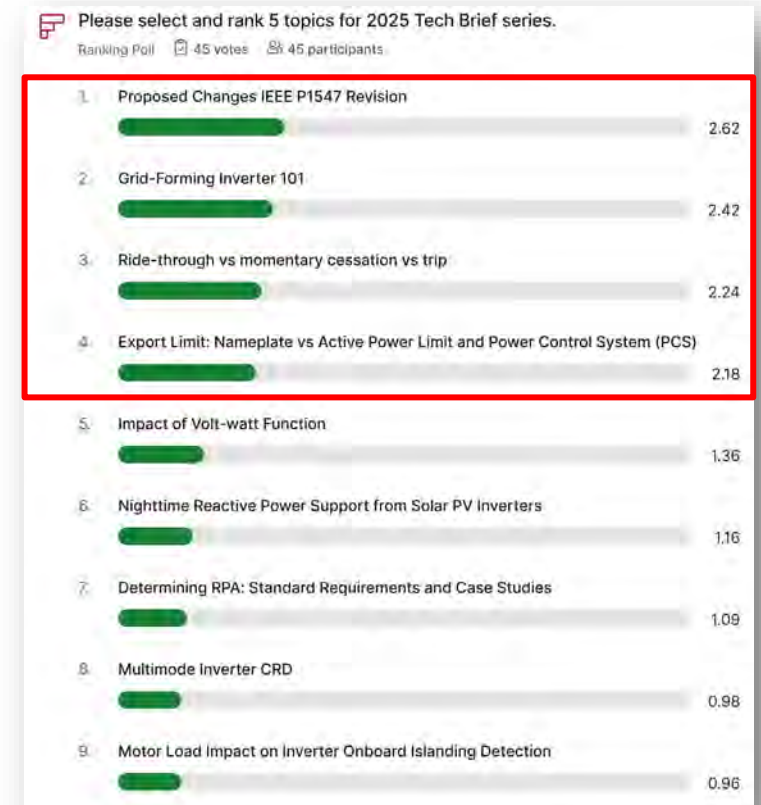 Please select and rank 5 topics for 2025 Tech Brief series.
Ranking Poll 45 votes 45 participants
1. Proposed Changes IEEE P1547 Revision
2.62
2. Grid-Forming Inverter 101
2.42
3. Ride-through vs momentary cessation vs trip
2.24
4. Export Limit: Nameplate vs Active Power Limit and Power Control System (PCS)
2.18
5. Impact of Volt-watt Function
1.36
6. Nighttime Reactive Power Support from Solar PV Inverters
1.16
7. Determining RPA: Standard Requirements and Case Studies
1.09
8. Multimode Inverter CRD
0.98
9. Motor Load Impact on Inverter Onboard Islanding Detection
0.96